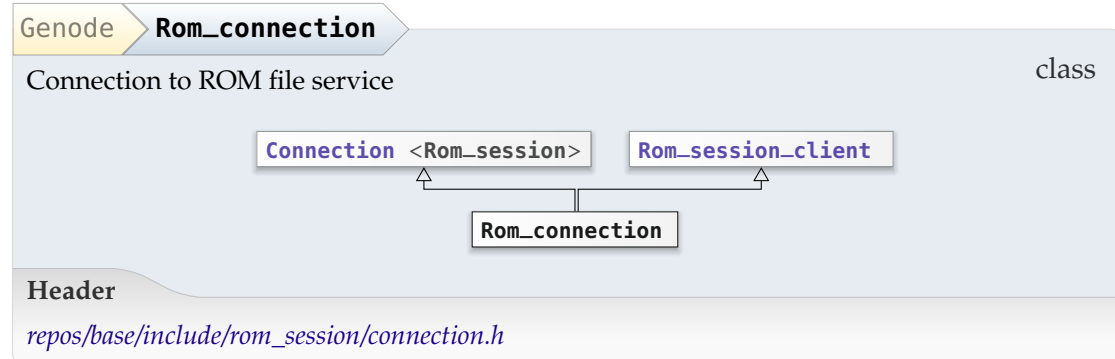 Genode Rom_connection
class
Connection to ROM file service
Connection <Rom_session> Rom_session_client
Rom_connection
Header
repos/base/include/rom_session/connection.h